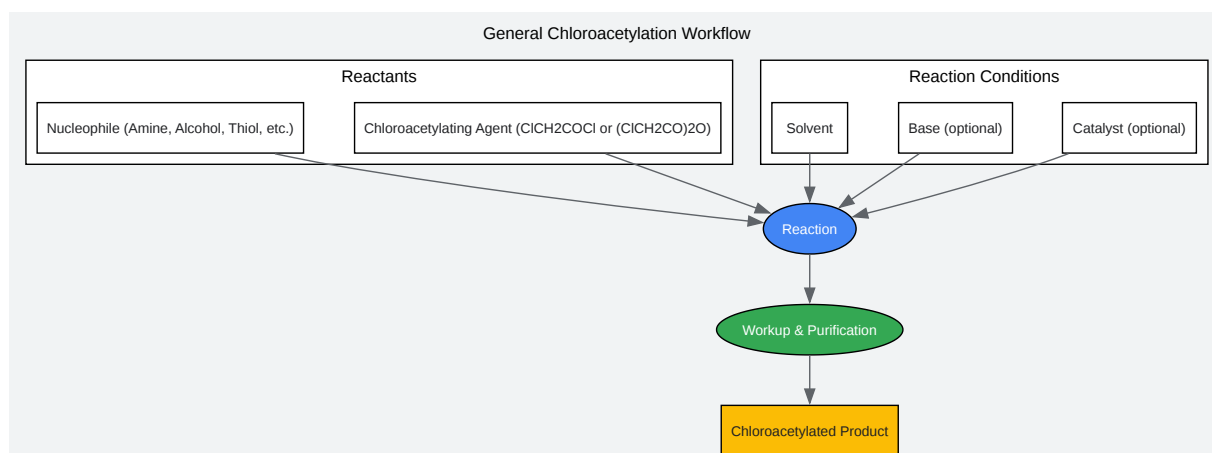 General Chloroacetylation Workflow
Reactants
Reaction Conditions
Nucleophile (Amine, Alcohol, Thiol, etc.)
Chloroacetylating Agent (ClCH2COCl or (ClCH2CO)2O)
Solvent
Base (optional)
Catalyst (optional)
Reaction
Workup & Purification
Chloroacetylated Product